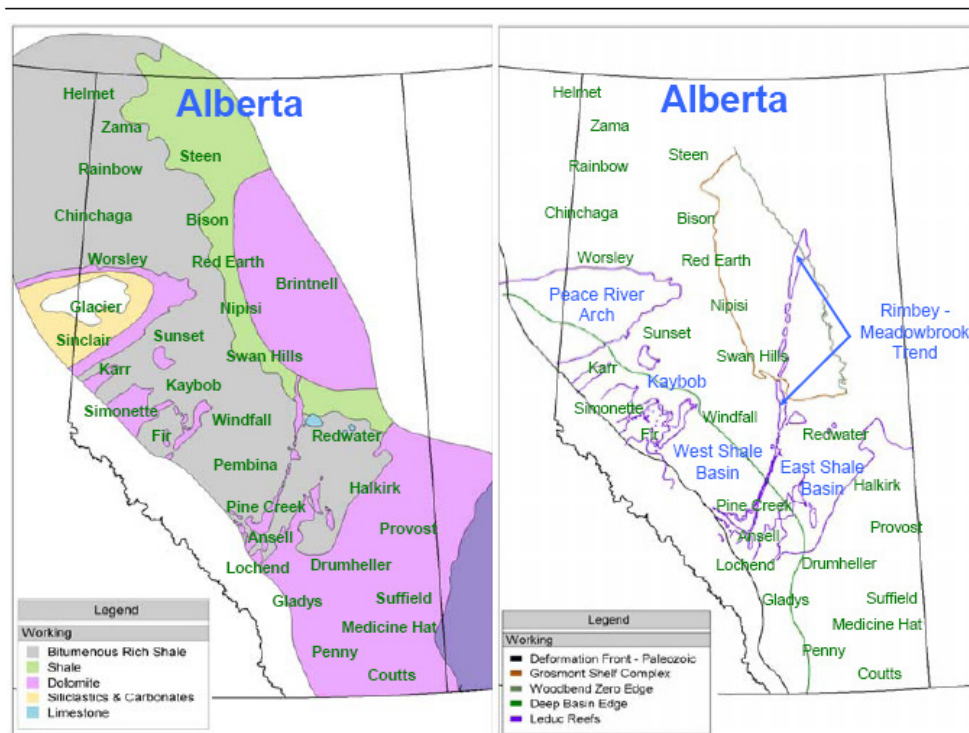 Alberta
Helmet
Zama
Steen
Rainbow
Chinchaga
Bison
Worsley
Red Earth
Brintnell
Glacier
Nipisi
Sinclair
Sunset
Swan Hills
Karr
Kaybob
Simonette
Windfall
Fir
Redwater
Pembina
Halkirk
Pine Creek
Provost
Ansell
Lochend
Drumheller
Gladys
Suffield
Medicine Hat
Penny
Coutts
Legend
Working
Bitumenous Rich Shale
Shale
Dolomite
Siliclastics & Carbonates
Limestone
Alberta
Helmet
Zama
Steen
Rainbow
Chinchaga
Bison
Worsley
Red Earth
Peace River
Arch
Nipisi
Rimbey -
Meadowbrook
Trend
Sunset
Swan Hills
Karr
Kaybob
Simonette
Windfall
Fir
Redwater
West Shale
Basin
East Shale
Basin
Halkirk
Pine Creek
Provost
Ansell
Lochend
Drumheller
Gladys
Suffield
Medicine Hat
Penny
Coutts
Legend
Working
Deformation Front - Paleozoic
Grosmont Shelf Complex
Woodbend Zero Edge
Deep Basin Edge
Leduc Reefs